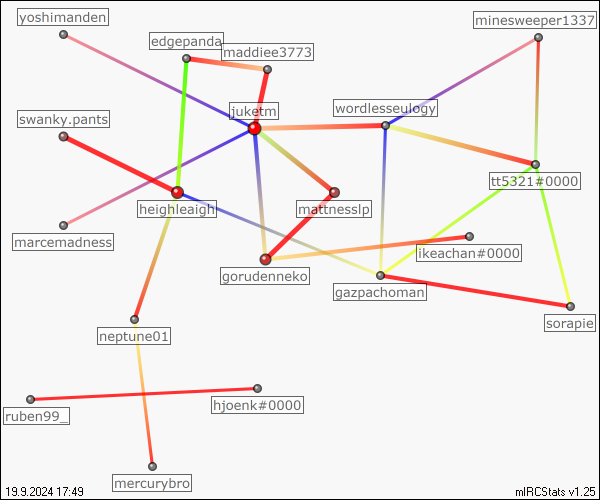 yoshimanden
minesweeper1337
edgepanda
maddiee3773
juketm
wordlesseulogy
swanky.pants
tt5321#0000
heighleaigh
mattnesslp
marcemadness
ikeachan#0000
gorudenneko
gazpachoman
sorapie
neptune01
hjoenk#0000
ruben99_
mercurybro
19.9.2024 17:49
mIRCStats v1.25